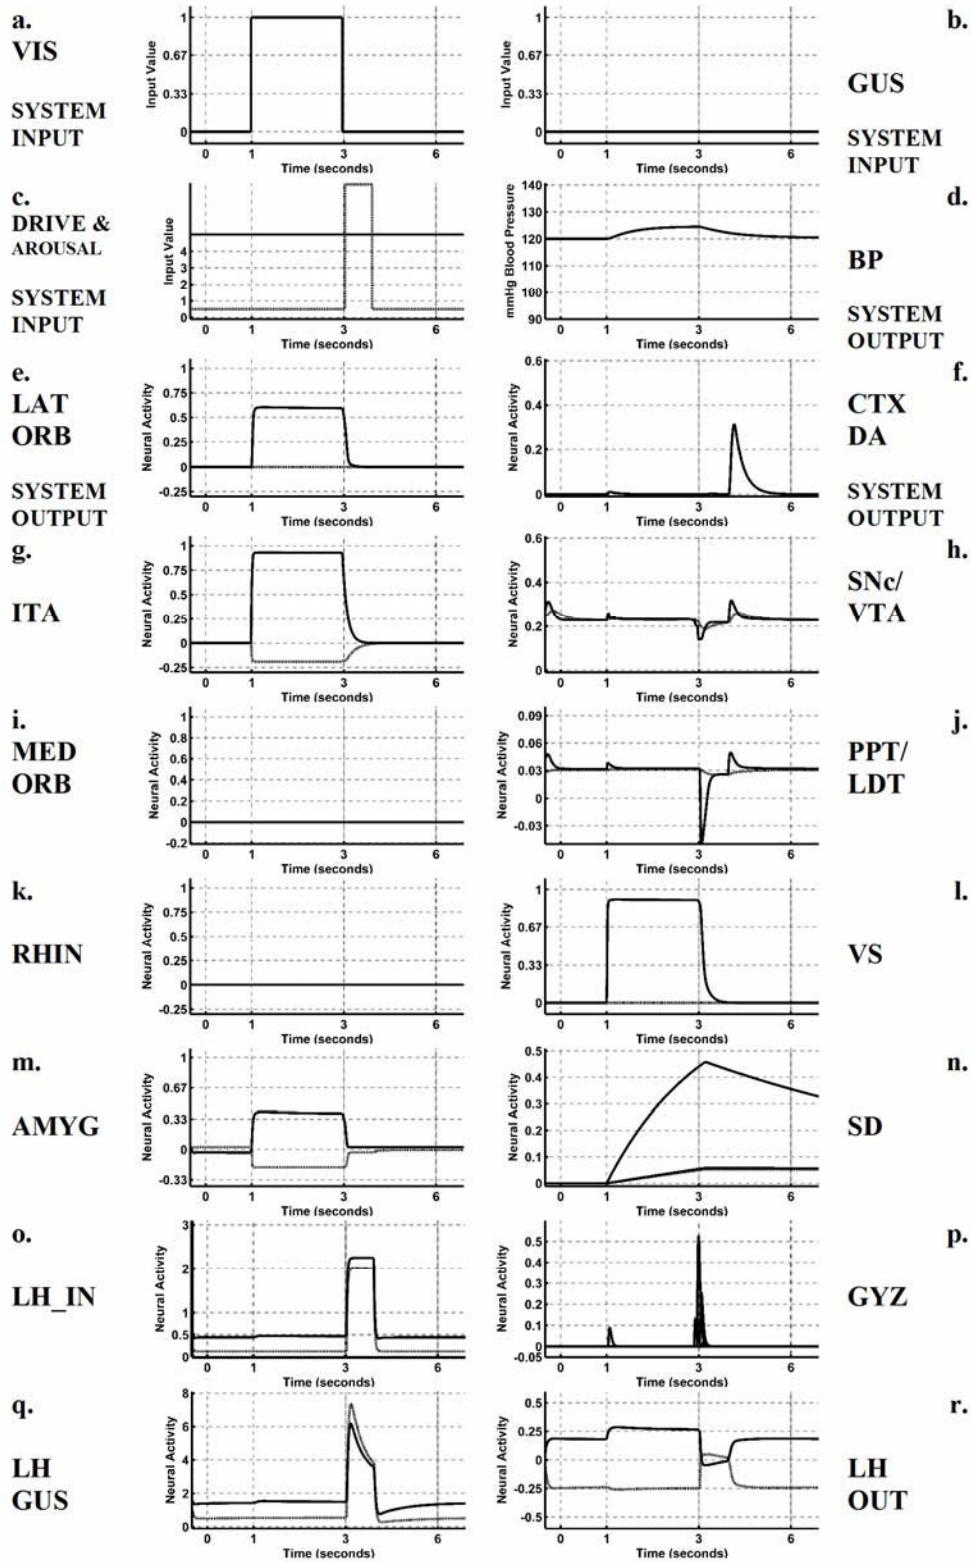 a.
VIS
SYSTEM
INPUT
Input Value
1
0.67
0.33
0
0 1 3 6
Time (seconds)
b.
GUS
SYSTEM
INPUT
Input Value
1
0.67
0.33
0
0 1 3 6
Time (seconds)
c.
DRIVE &
AROUSAL
SYSTEM
INPUT
Input Value
4
3
2
1
0
0 1 3 6
Time (seconds)
d.
BP
SYSTEM
OUTPUT
mmHg Blood Pressure
140
130
120
110
100
90
0 1 3 6
Time (seconds)
e.
LAT
ORB
SYSTEM
OUTPUT
Neural Activity
1
0.75
0.5
0.25
0
-0.25
0 1 3 6
Time (seconds)
f.
CTX
DA
SYSTEM
OUTPUT
Neural Activity
0.6
0.4
0.2
0
0 1 3 6
Time (seconds)
g.
ITA
Neural Activity
1
0.75
0.5
0.25
0
-0.25
0 1 3 6
Time (seconds)
h.
SNc/
VTA
Neural Activity
0.6
0.4
0.2
0
0 1 3 6
Time (seconds)
i.
MED
ORB
Neural Activity
1
0.8
0.6
0.4
0.2
0
-0.2
0 1 3 6
Time (seconds)
j.
PPT/
LDT
Neural Activity
0.09
0.06
0.03
0
-0.03
0 1 3 6
Time (seconds)
k.
RHIN
Neural Activity
1
0.75
0.5
0.25
0
-0.25
0 1 3 6
Time (seconds)
l.
VS
Neural Activity
1
0.67
0.33
0
0 1 3 6
Time (seconds)
m.
AMYG
Neural Activity
1
0.67
0.33
0
-0.33
0 1 3 6
Time (seconds)
n.
SD
Neural Activity
0.5
0.4
0.3
0.2
0.1
0
0 1 3 6
Time (seconds)
o.
LH_IN
Neural Activity
3
2
1
0.5
0
0 1 3 6
Time (seconds)
p.
GYZ
Neural Activity
0.5
0.4
0.3
0.2
0.1
0
-0.05
0 1 3 6
Time (seconds)
q.
LH
GUS
Neural Activity
8
6
4
2
1
0
0 1 3 6
Time (seconds)
r.
LH
OUT
Neural Activity
0.5
0.25
0
-0.25
-0.5
0 1 3 6
Time (seconds)